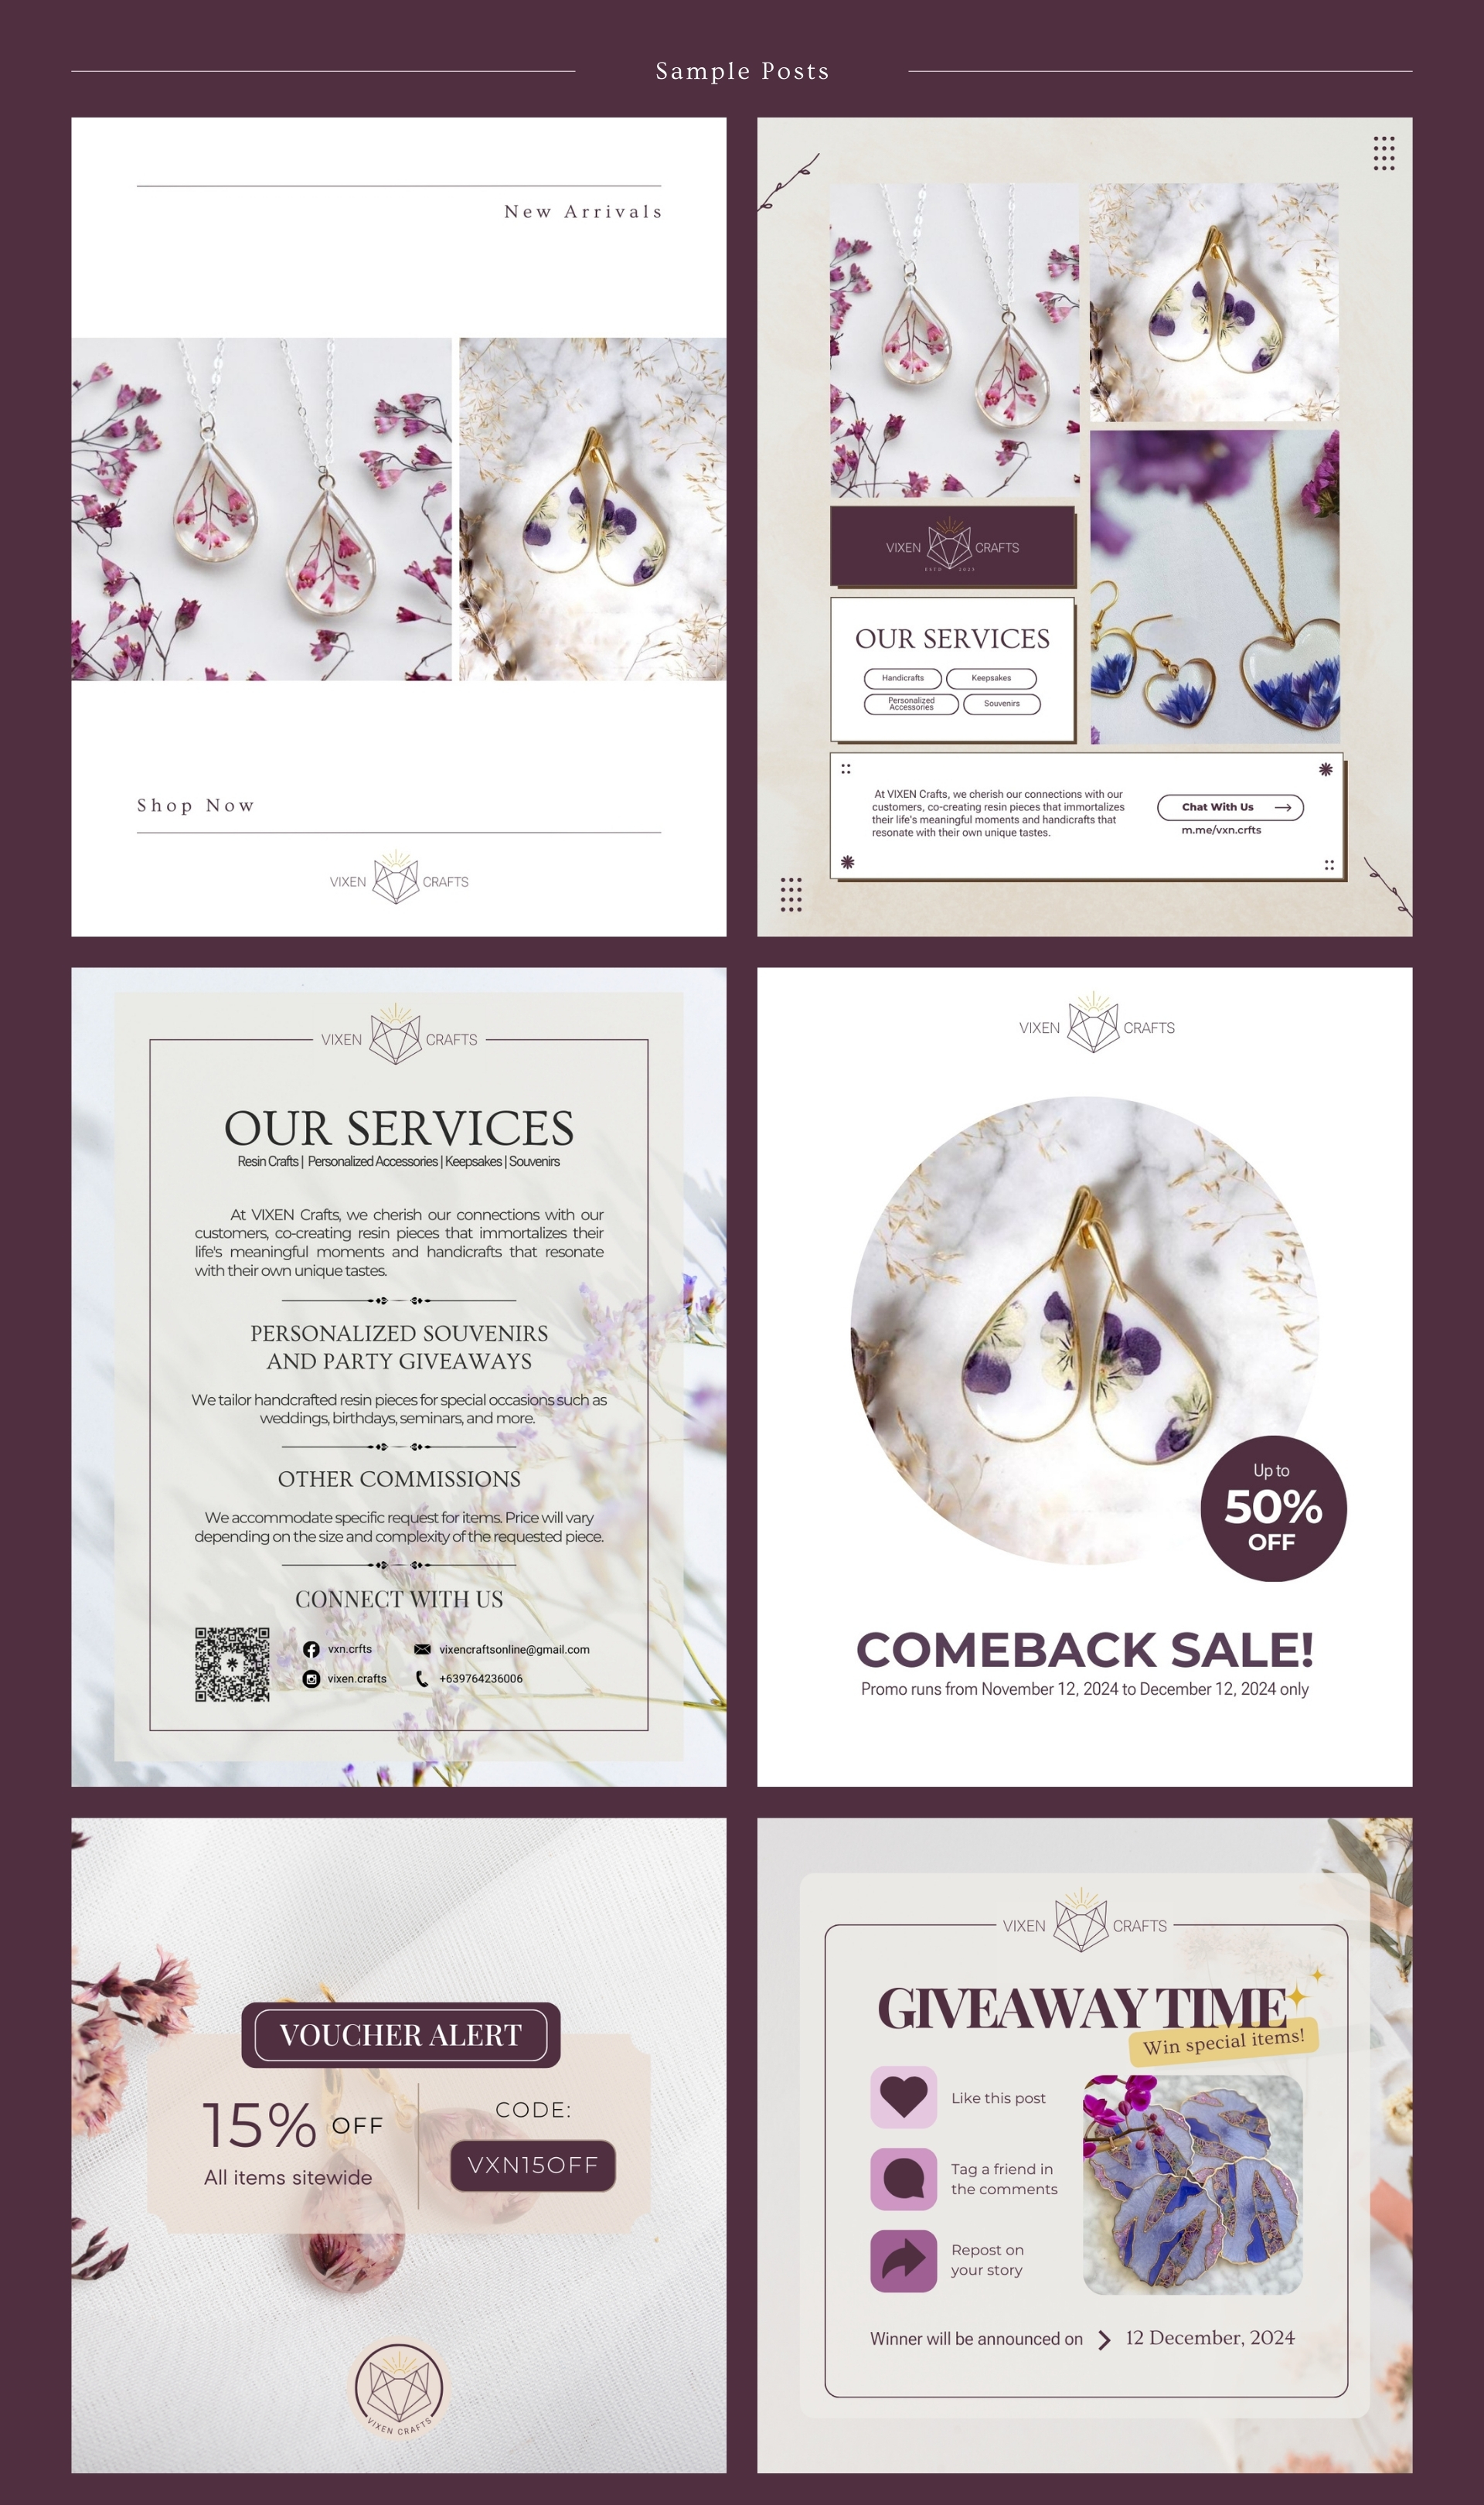 Sample Posts
New Arrivals
Shop Now
VIXEN CRAFTS
VIXEN CRAFTS
ESTD 2021
OUR SERVICES
Handicrafts
Keepsakes
Personalized
Accessories
Souvenirs
At VIXEN Crafts, we cherish our connections with our
customers, co-creating resin pieces that immortalizes
their life's meaningful moments and handicrafts that
resonate with their own unique tastes.
Chat With Us
m.me/vxn.crfts
VIXEN CRAFTS
OUR SERVICES
Resin Crafts | Personalized Accessories | Keepsakes | Souvenirs
At VIXEN Crafts, we cherish our connections with our
customers, co-creating resin pieces that immortalizes their
life's meaningful moments and handicrafts that resonate
with their own unique tastes.
PERSONALIZED SOUVENIRS
AND PARTY GIVEAWAYS
We tailor handcrafted resin pieces for special occasions such as
weddings, birthdays, seminars, and more.
OTHER COMMISSIONS
We accommodate specific request for items. Price will vary
depending on the size and complexity of the requested piece.
CONNECT WITH US
vxn.crfts
vixencraftsonline@gmail.com
vixen.crafts
+639764236006
VIXEN CRAFTS
Up to
50%
OFF
COMEBACK SALE!
Promo runs from November 12, 2024 to December 12, 2024 only
VOUCHER ALERT
15% OFF
All items sitewide
CODE:
VXN15OFF
VIXEN CRAFTS
VIXEN CRAFTS
GIVEAWAY TIME
Win special items!
Like this post
Tag a friend in
the comments
Repost on
your story
Winner will be announced on
12 December, 2024